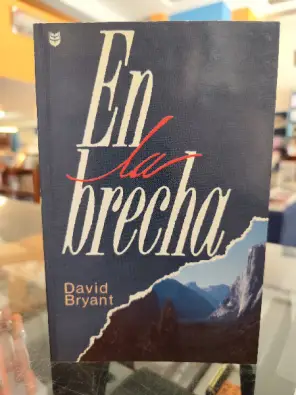 En
la
brecha
David
Bryant